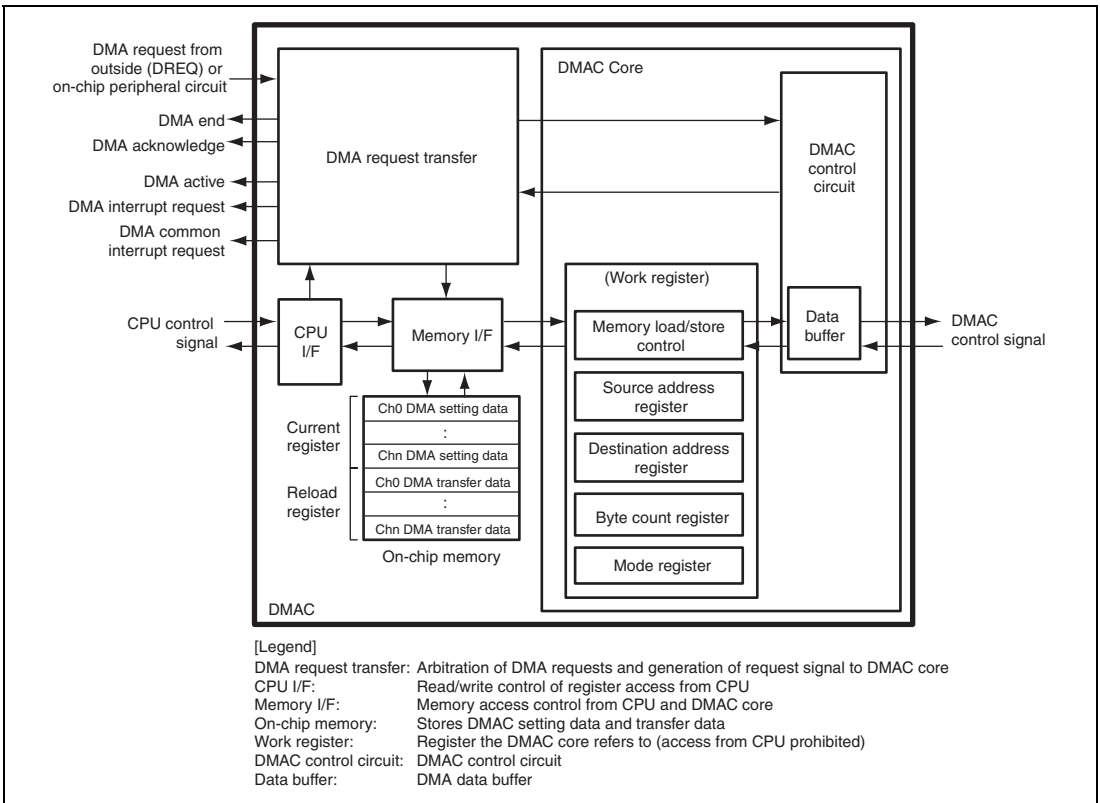 DMA request from
outside (DREQ) or
on-chip peripheral circuit
DMA end
DMA acknowledge
DMA active
DMA interrupt request
DMA common
interrupt request
DMA request transfer
DMAC Core
DMAC
control
circuit
(Work register)
CPU control
signal
CPU
I/F
Memory I/F
Memory load/store
control
Data
buffer
DMAC
control signal
Source address
register
Destination address
register
Byte count register
Mode register
Current
register
Reload
register
Ch0 DMA setting data
:
Chn DMA setting data
Ch0 DMA transfer data
:
Chn DMA transfer data
On-chip memory
DMAC
[Legend]
DMA request transfer: Arbitration of DMA requests and generation of request signal to DMAC core
CPU I/F: Read/write control of register access from CPU
Memory I/F: Memory access control from CPU and DMAC core
On-chip memory: Stores DMAC setting data and transfer data
Work register: Register the DMAC core refers to (access from CPU prohibited)
DMAC control circuit: DMAC control circuit
Data buffer: DMA data buffer